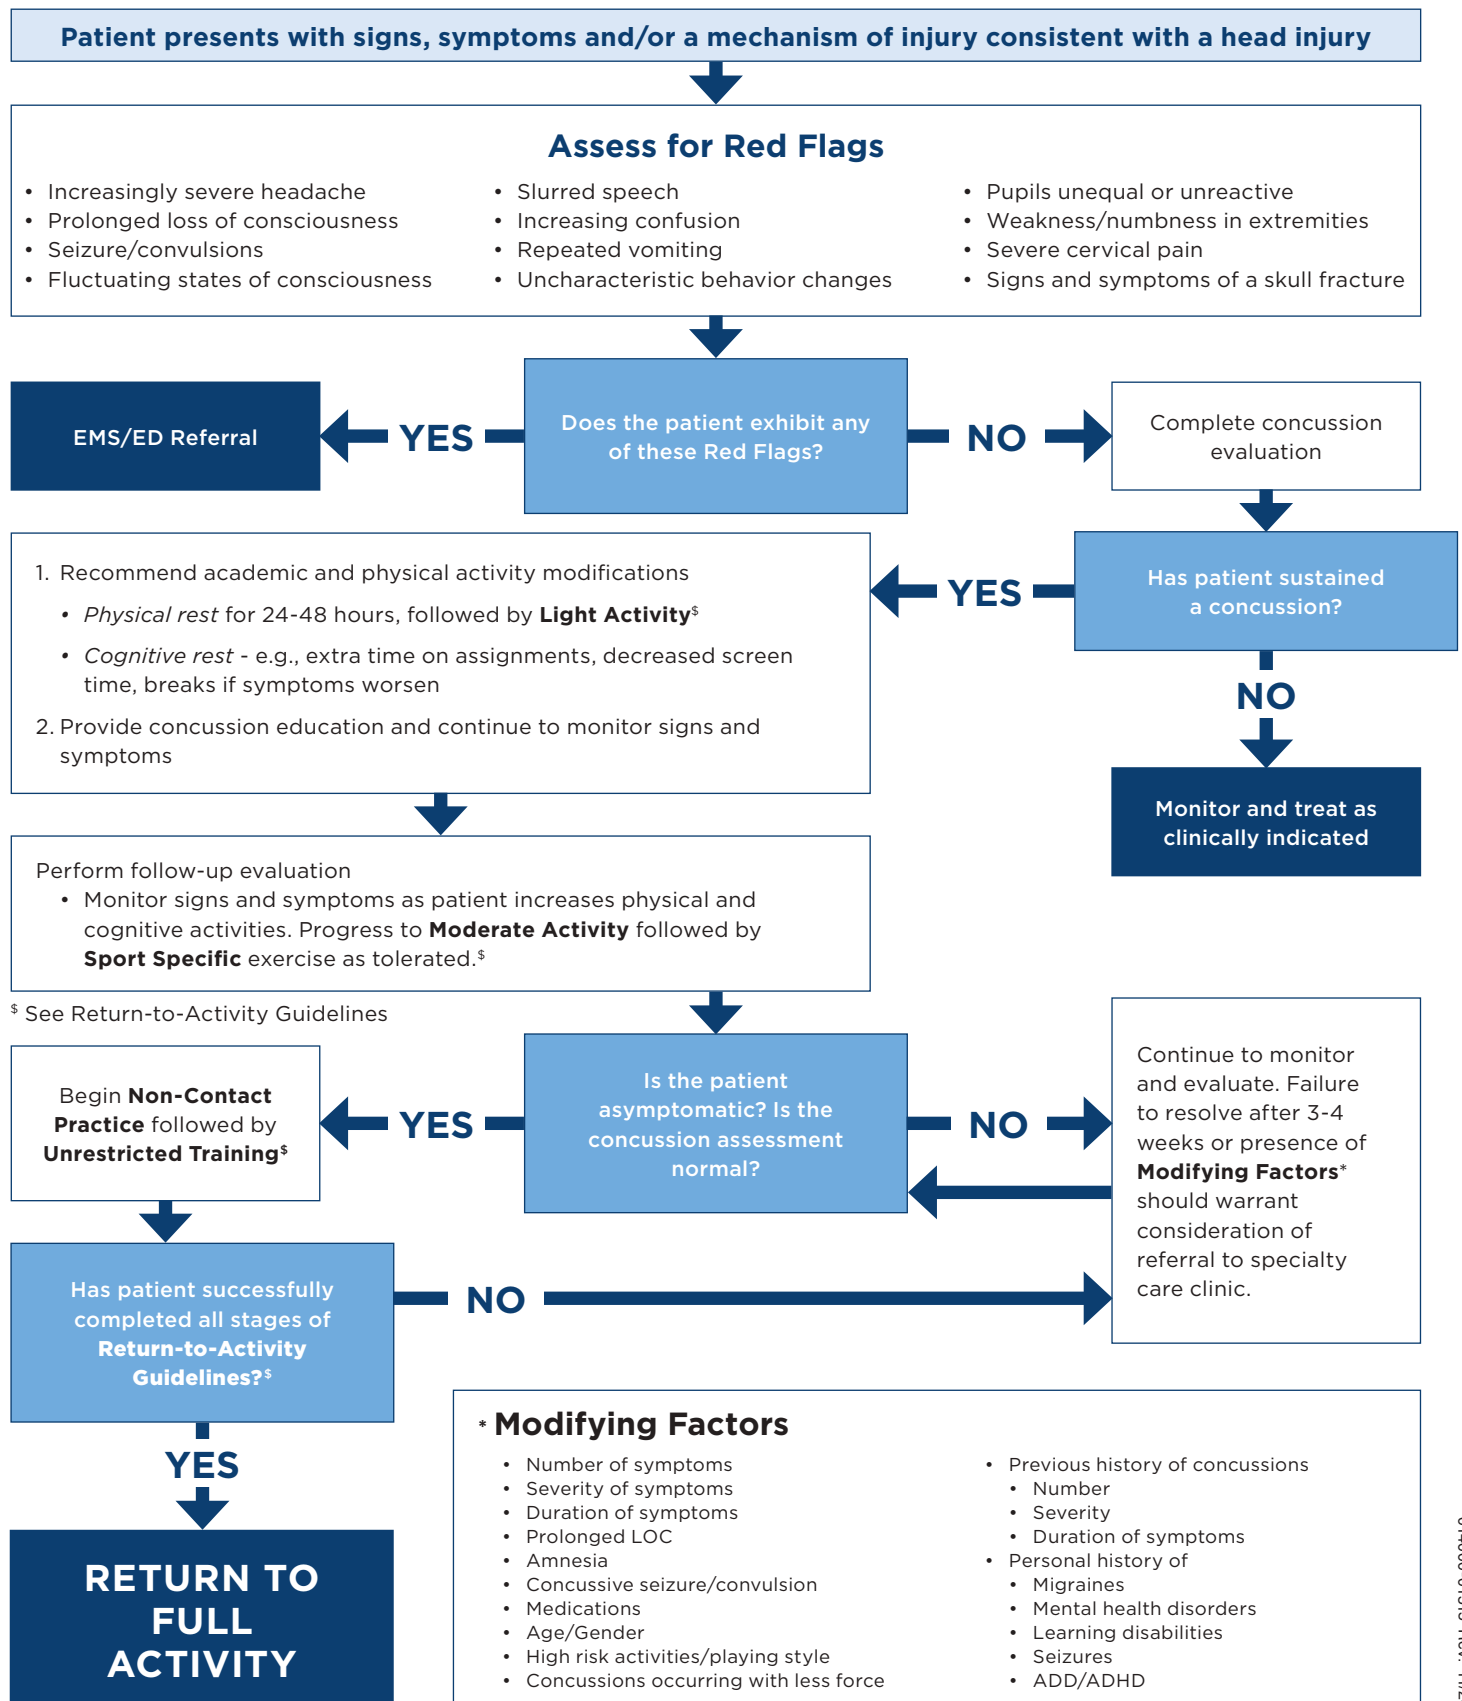 Patient presents with signs, symptoms and/or a mechanism of injury consistent with a head injury
Assess for Red Flags
• Increasingly severe headache
• Prolonged loss of consciousness
• Seizure/convulsions
• Fluctuating states of consciousness
• Slurred speech
• Increasing confusion
• Repeated vomiting
• Uncharacteristic behavior changes
• Pupils unequal or unreactive
• Weakness/numbness in extremities
• Severe cervical pain
• Signs and symptoms of a skull fracture
EMS/ED Referral
YES
Does the patient exhibit any
of these Red Flags?
NO
Complete concussion
evaluation
1. Recommend academic and physical activity modifications
• Physical rest for 24-48 hours, followed by Light Activity$
• Cognitive rest - e.g., extra time on assignments, decreased screen
time, breaks if symptoms worsen
2. Provide concussion education and continue to monitor signs and
symptoms
YES
Has patient sustained
a concussion?
NO
Monitor and treat as
clinically indicated
Perform follow-up evaluation
• Monitor signs and symptoms as patient increases physical and
cognitive activities. Progress to Moderate Activity followed by
Sport Specific exercise as tolerated.$
$ See Return-to-Activity Guidelines
Begin Non-Contact
Practice followed by
Unrestricted Training$
YES
Is the patient
asymptomatic? Is the
concussion assessment
normal?
NO
Continue to monitor
and evaluate. Failure
to resolve after 3-4
weeks or presence of
Modifying Factors*
should warrant
consideration of
referral to specialty
care clinic.
Has patient successfully
completed all stages of
Return-to-Activity
Guidelines?$
NO
YES
RETURN TO
FULL
ACTIVITY
* Modifying Factors
• Number of symptoms
• Severity of symptoms
• Duration of symptoms
• Prolonged LOC
• Amnesia
• Concussive seizure/convulsion
• Medications
• Age/Gender
• High risk activities/playing style
• Concussions occurring with less force
• Previous history of concussions
• Number
• Severity
• Duration of symptoms
• Personal history of
• Migraines
• Mental health disorders
• Learning disabilities
• Seizures
• ADD/ADHD